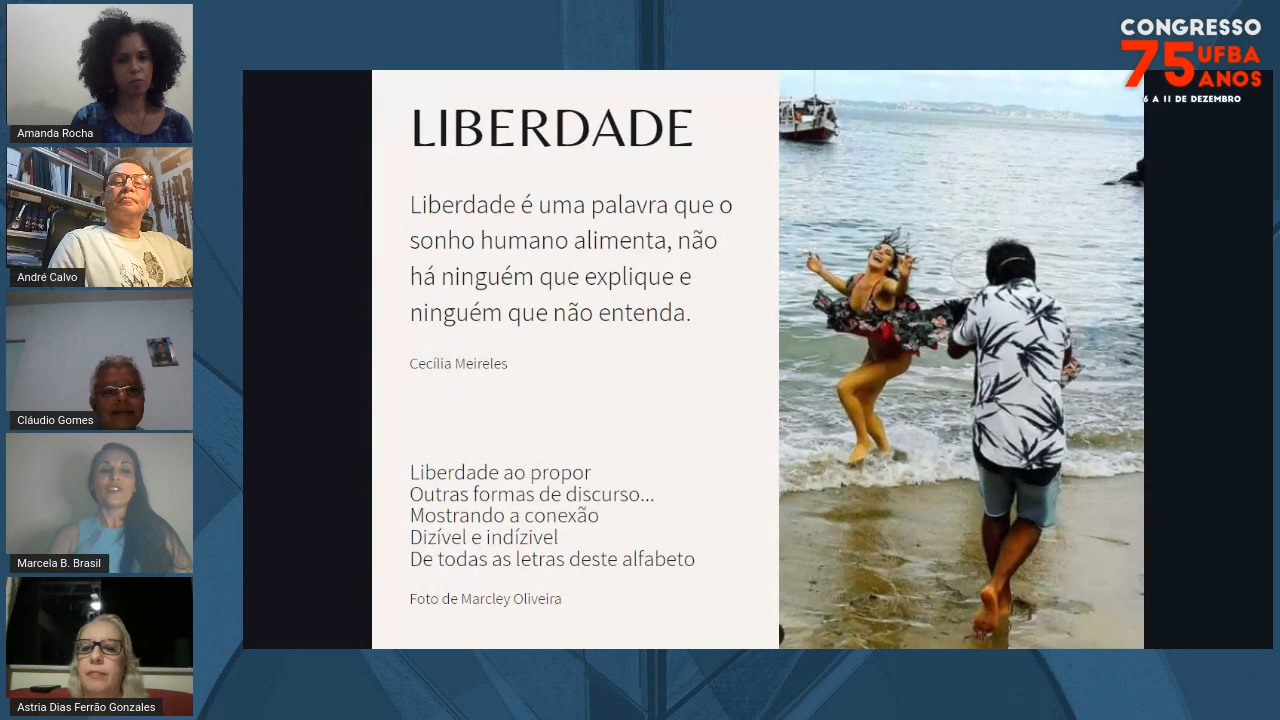 Amanda Rocha
André Calvo
Cláudio Gomes
Marcela B. Brasil
Astria Dias Ferrão Gonzales
LIBERDADE
Liberdade é uma palavra que o
sonho humano alimenta, não
há ninguém que explique e
ninguém que não entenda.
Cecília Meireles
Liberdade ao propor
Outras formas de discurso...
Mostrando a conexão
Dizível e indízivel
De todas as letras deste alfabeto
Foto de Marcley Oliveira
CONGRESSO
75 UFBA
ANOS
6 A 11 DE DEZEMBRO